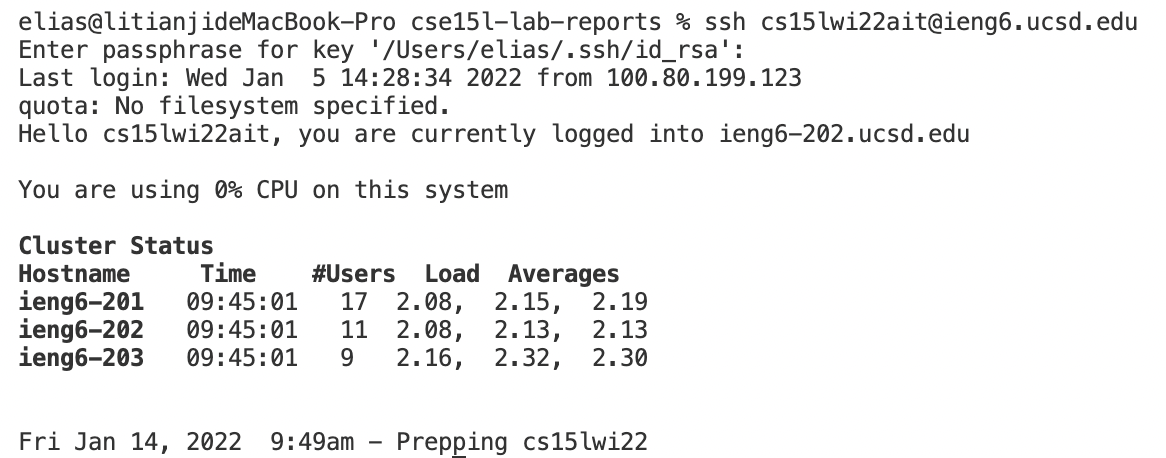 elias@litianjideMacBook-Pro cse15l-lab-reports % ssh cs15lwi22ait@ieng6.ucsd.edu
Enter passphrase for key '/Users/elias/.ssh/id_rsa':
Last login: Wed Jan  5 14:28:34 2022 from 100.80.199.123
quota: No filesystem specified.
Hello cs15lwi22ait, you are currently logged into ieng6-202.ucsd.edu
You are using 0% CPU on this system
Cluster Status
Hostname     Time    #Users  Load  Averages
ieng6-201   09:45:01   17  2.08,  2.15,  2.19
ieng6-202   09:45:01   11  2.08,  2.13,  2.13
ieng6-203   09:45:01   9   2.16,  2.32,  2.30
Fri Jan 14, 2022  9:49am - Prepping cs15lwi22